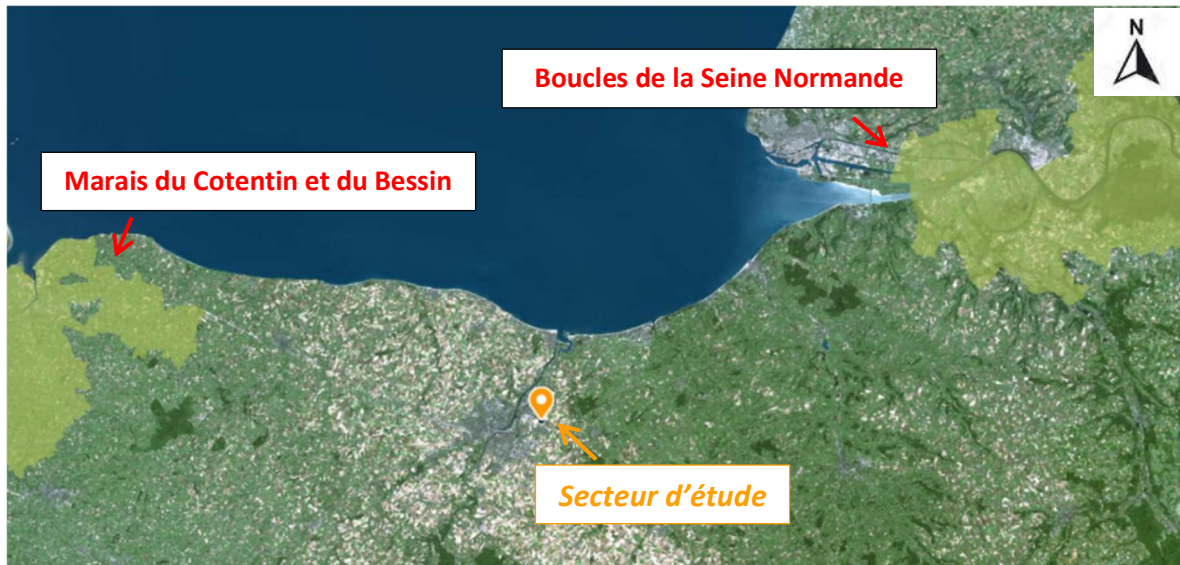 N
Boucles de la Seine Normande
Marais du Cotentin et du Bessin
Secteur d’étude